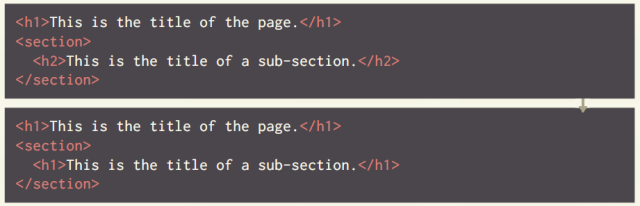 <h1>This is the title of the page.</h1>
<section>
  <h2>This is the title of a sub-section.</h2>
</section>
<h1>This is the title of the page.</h1>
<section>
  <h1>This is the title of a sub-section.</h1>
</section>